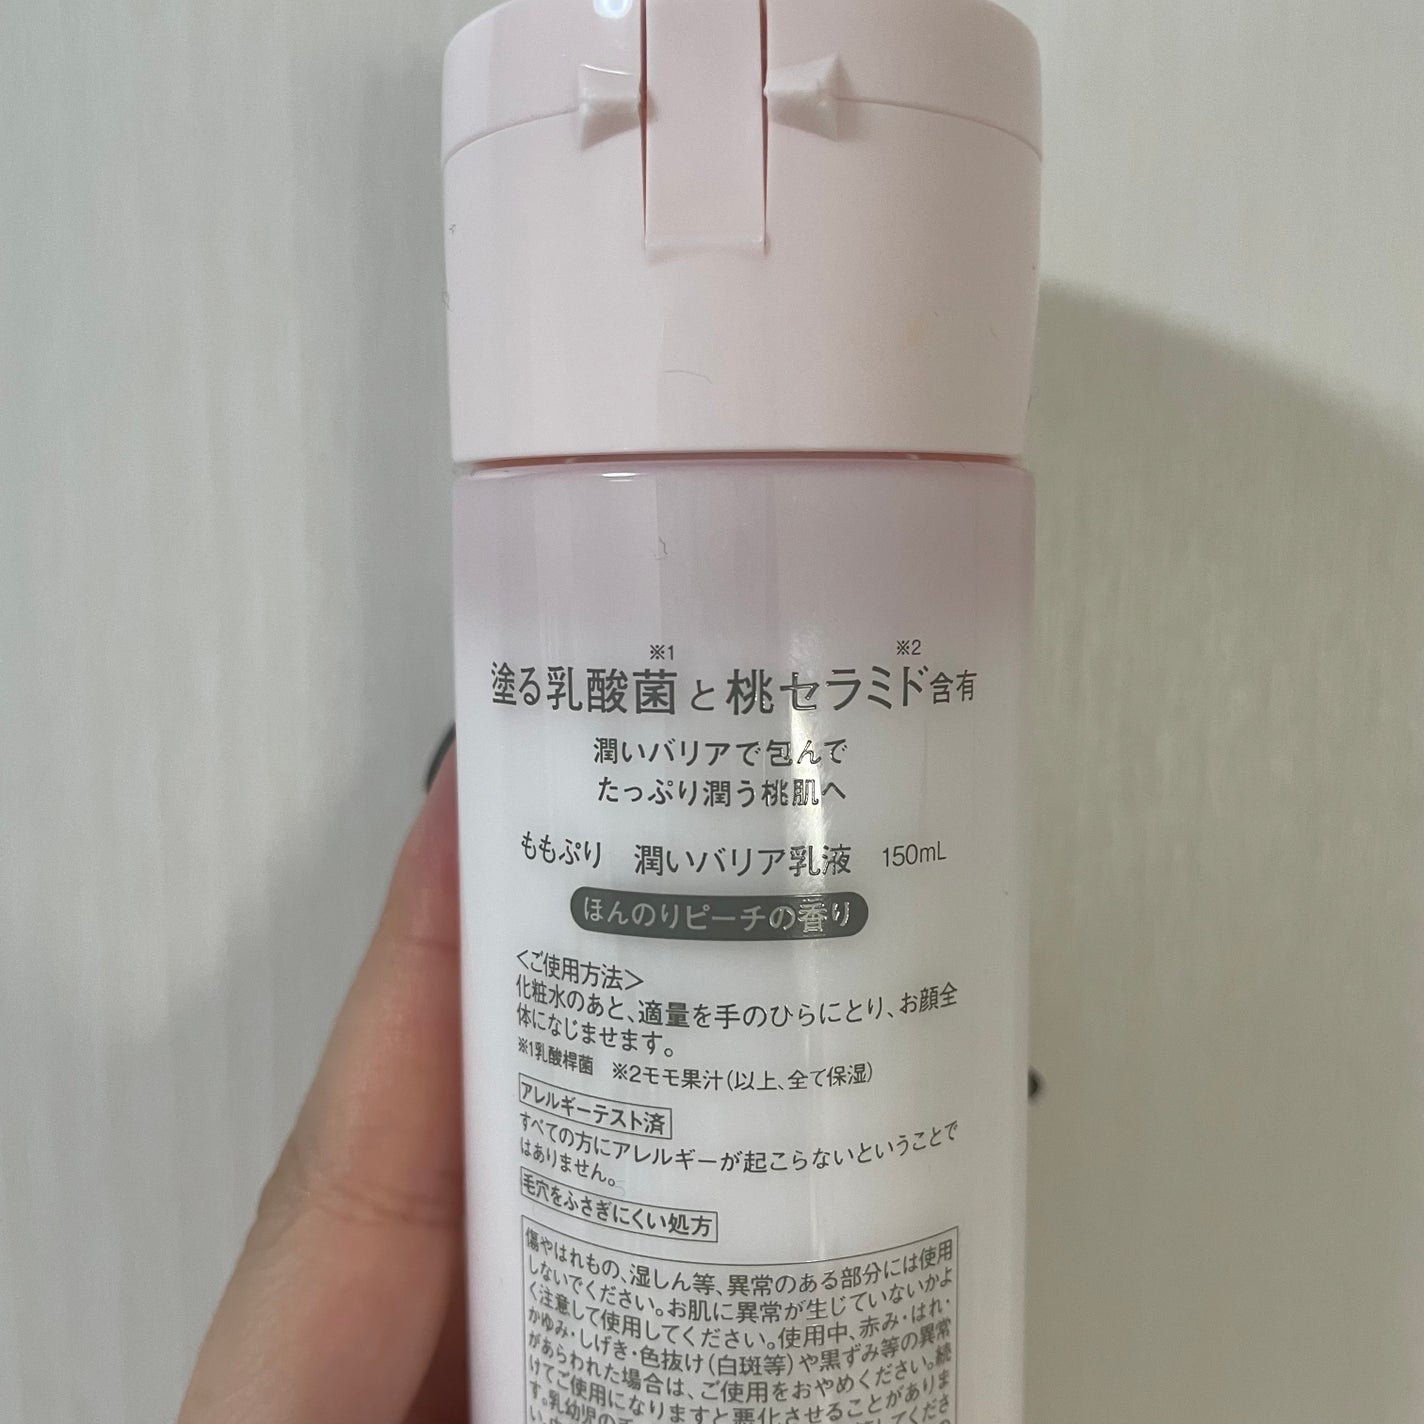 ※1 ※2
塗る乳酸菌と桃セラミド含有
潤いバリアで包んで
たっぷり潤う桃肌へ
ももぷり 潤いバリア乳液 150mL
ほんのりピーチの香り
<ご使用方法>
化粧水のあと、適量を手のひらにとり、お顔全
体になじませます。
※1乳酸桿菌 ※2モモ果汁(以上、全て保湿)
アレルギーテスト済
すべての方にアレルギーが起こらないということで
はありません。
毛穴をふさぎにくい処方
傷やはれもの、湿しん等、異常のある部分には使用
しないでください。お肌に異常が生じていないかよ
く注意して使用してください。使用中、赤み・はれ・
かゆみ・しげき・色抜け(白斑等)や黒ずみ等の異常
があらわれた場合は、ご使用をおやめください。続
けてご使用になりますと悪化させることがありま
す。乳幼児の手